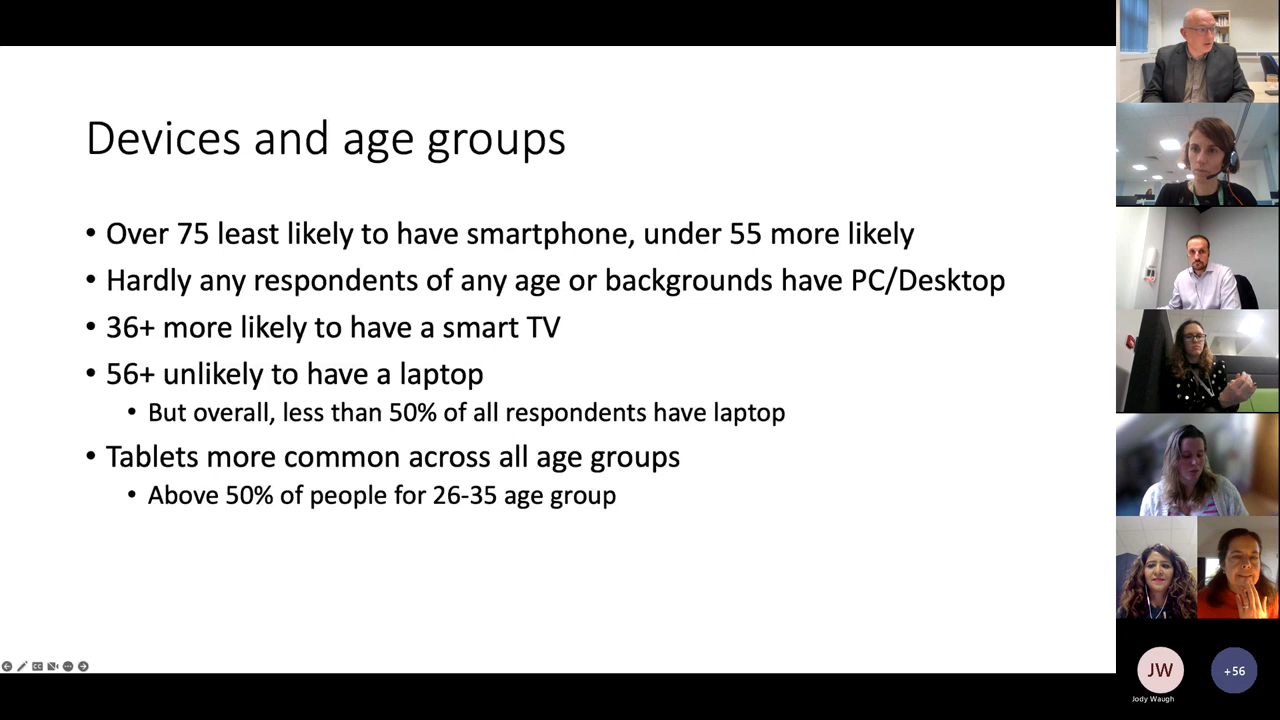 Devices and age groups
• Over 75 least likely to have smartphone, under 55 more likely
• Hardly any respondents of any age or backgrounds have PC/Desktop
• 36+ more likely to have a smart TV
• 56+ unlikely to have a laptop
• But overall, less than 50% of all respondents have laptop
• Tablets more common across all age groups
• Above 50% of people for 26-35 age group
JW
+56
Jody Waugh